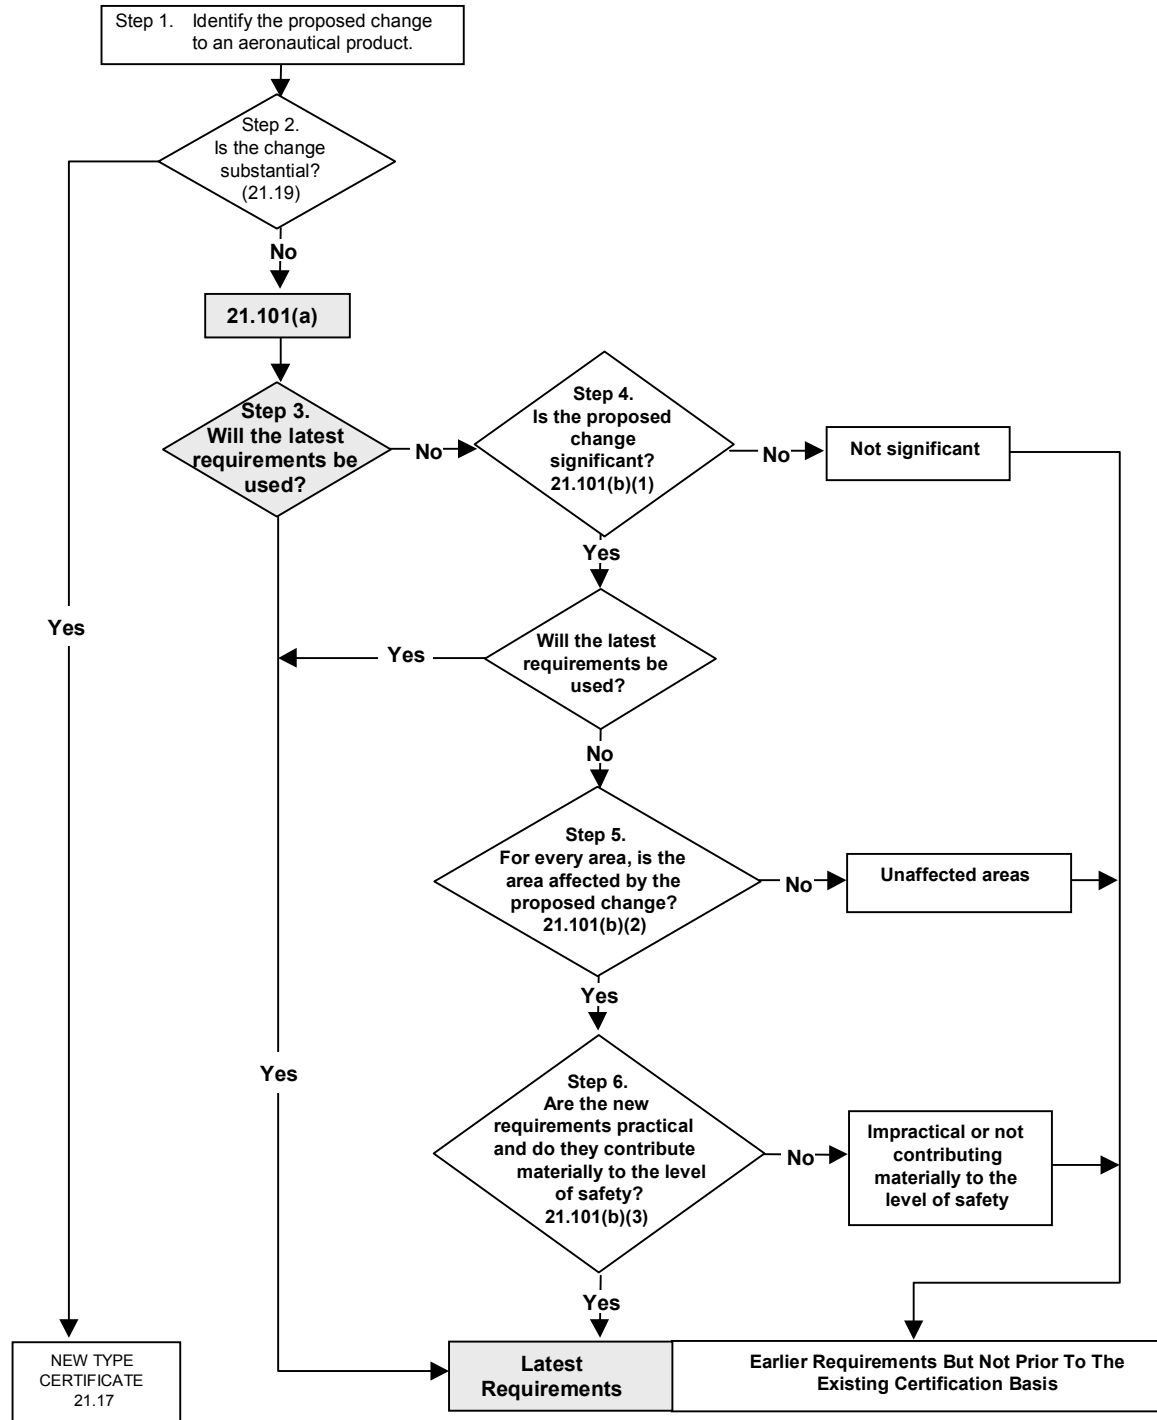 Step 1. Identify the proposed change
to an aeronautical product.
Step 2.
Is the change
substantial?
(21.19)
No
21.101(a)
Step 3.
Will the latest
requirements be
used?
No
Step 4.
Is the proposed
change
significant?
21.101(b)(1)
No
Not significant
Yes
Will the latest
requirements be
used?
Yes
Yes
No
Step 5.
For every area, is the
area affected by the
proposed change?
21.101(b)(2)
No
Unaffected areas
Yes
Step 6.
Are the new
requirements practical
and do they contribute
materially to the level
of safety?
21.101(b)(3)
No
Impractical or not
contributing
materially to the
level of safety
Yes
Yes
NEW TYPE
CERTIFICATE
21.17
Latest
Requirements
Earlier Requirements But Not Prior To The
Existing Certification Basis